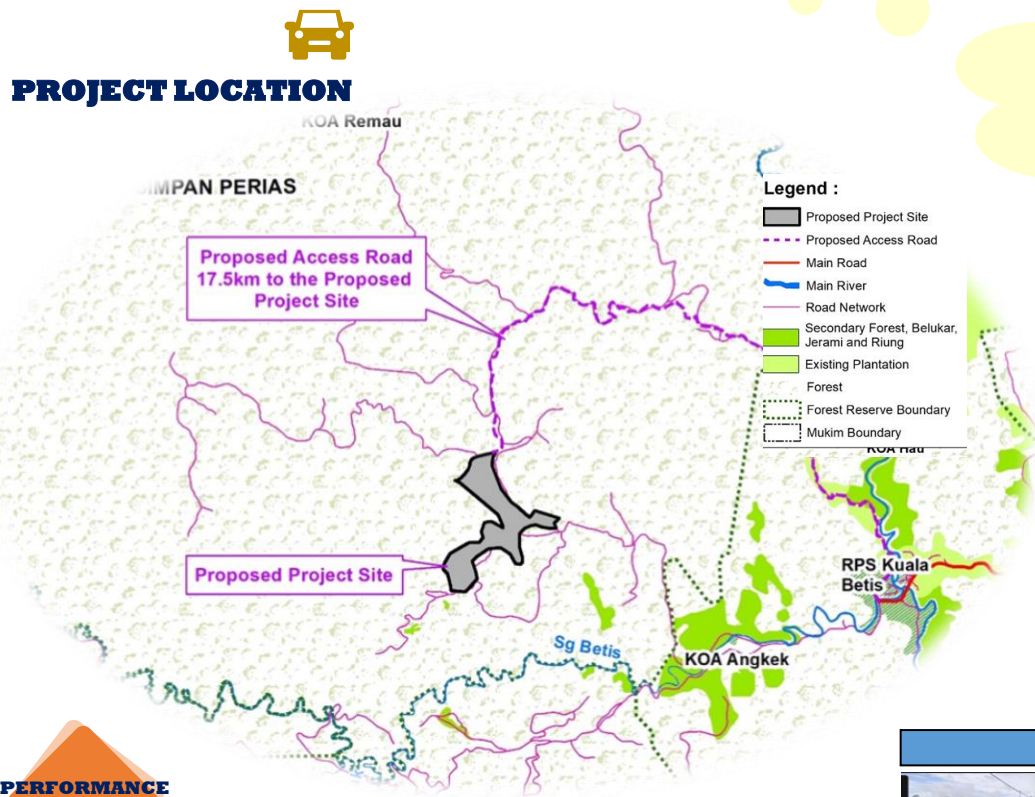 PROJECT LOCATION
KOA Remau
SIMPAN PERIAS
Proposed Access Road
17.5km to the Proposed
Project Site
Legend :
Proposed Project Site
Proposed Access Road
Main Road
Main River
Road Network
Secondary Forest, Belukar,
Jerami and Riung
Existing Plantation
Forest
Forest Reserve Boundary
Mukim Boundary
KOA Hau
RPS Kuala
Betis
Proposed Project Site
Sg Betis
KOA Angkek
PERFORMANCE